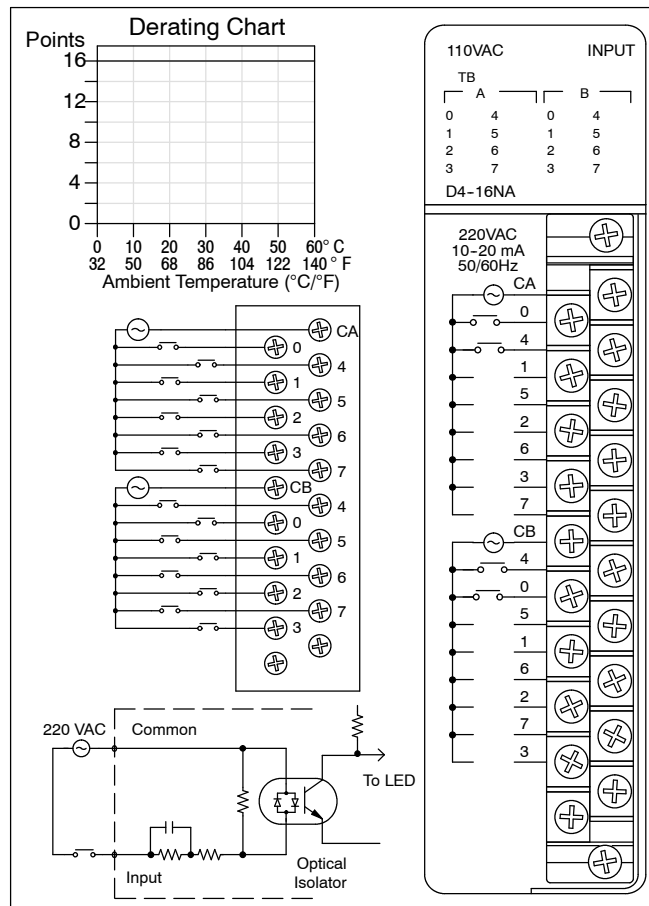 Derating Chart
Points
16
12
8
4
0
0 10 20 30 40 50 60° C
32 50 68 86 104 122 140 ° F
Ambient Temperature (°C/°F)
CA
0
4
1
5
2
6
3
7
CB
4
0
5
1
6
2
7
3
220 VAC
Common
To LED
Input
Optical
Isolator
110VAC INPUT
TB
A B
0 4 0 4
1 5 1 5
2 6 2 6
3 7 3 7
D4-16NA
220VAC
10-20 mA
50/60Hz
CA
0
4
1
5
2
6
3
7
CB
4
0
5
1
6
2
7
3